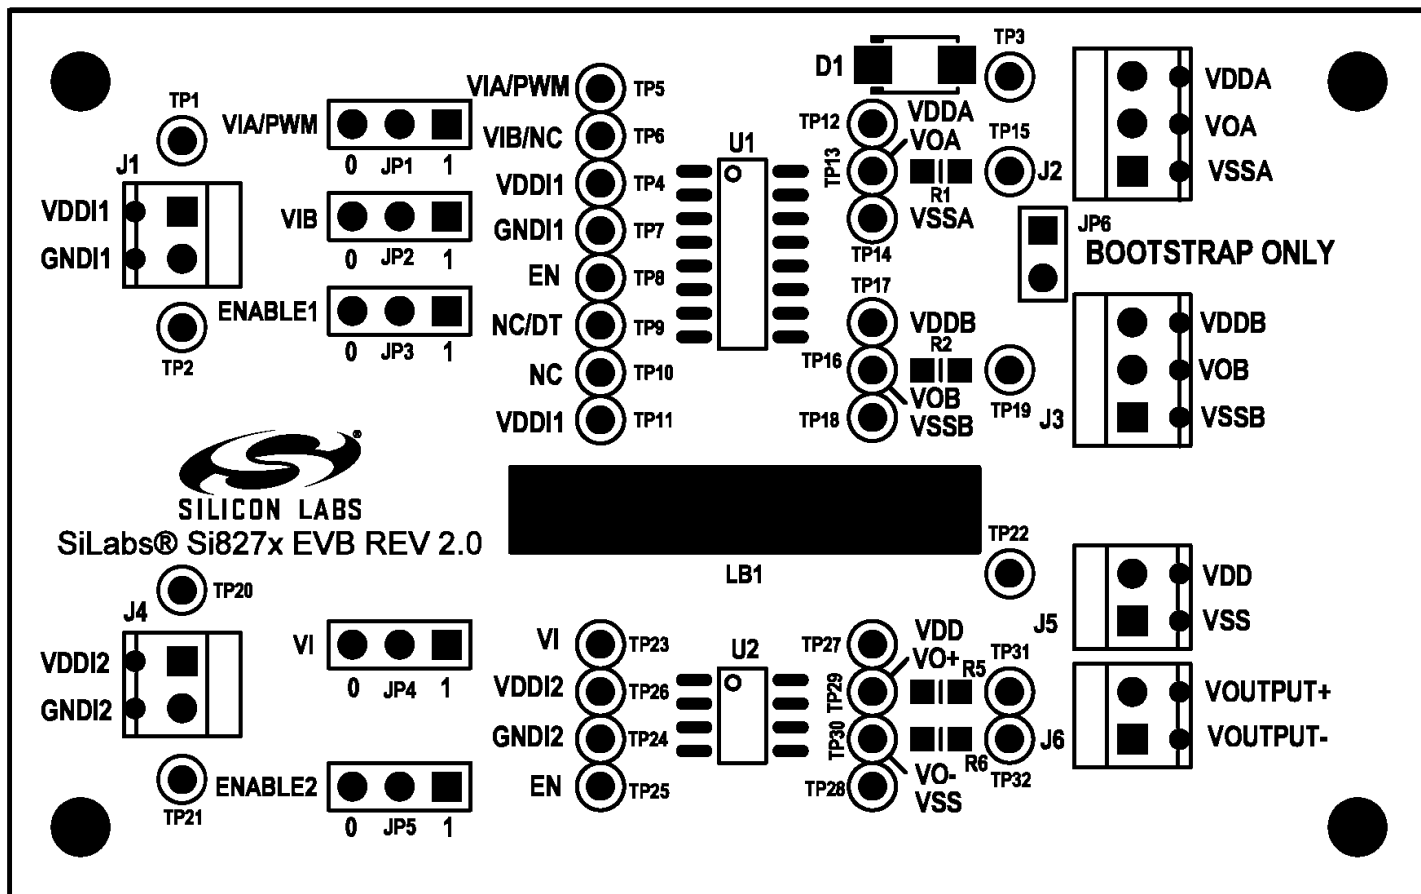 TP3
D1
VDDA
VIA/PWM
TP5
TP1
VIA/PWM
TP12
VDDA
VOA
VOA
0 JP1 1
VIB/NC
TP6
U1
TP13
TP15
J1
J2
VDDI1
TP4
R1
VSSA
VDDI1
VIB
VSSA
GNDI1
TP7
JP6
GNDI1
0 JP2 1
TP14
BOOTSTRAP ONLY
EN
TP8
TP17
ENABLE1
NC/DT
TP9
VDDB
VDDB
0 JP3 1
R2
TP2
TP16
VOB
NC
TP10
VOB
TP19
VDDI1
TP11
TP18
VSSB
J3
VSSB
®
SILICON LABS
SiLabs® Si827x EVB REV 2.0
TP22
LB1
VDD
TP20
J4
VSS
J5
VI
VI
TP23
U2
TP27
VDD
VO+
TP31
VDDI2
R5
0 JP4 1
VDDI2
TP26
TP29
VOUTPUT+
GNDI2
GNDI2
TP24
TP30
J6
VOUTPUT-
R6
ENABLE2
EN
TP25
TP28
VO-
VSS
TP32
TP21
0 JP5 1